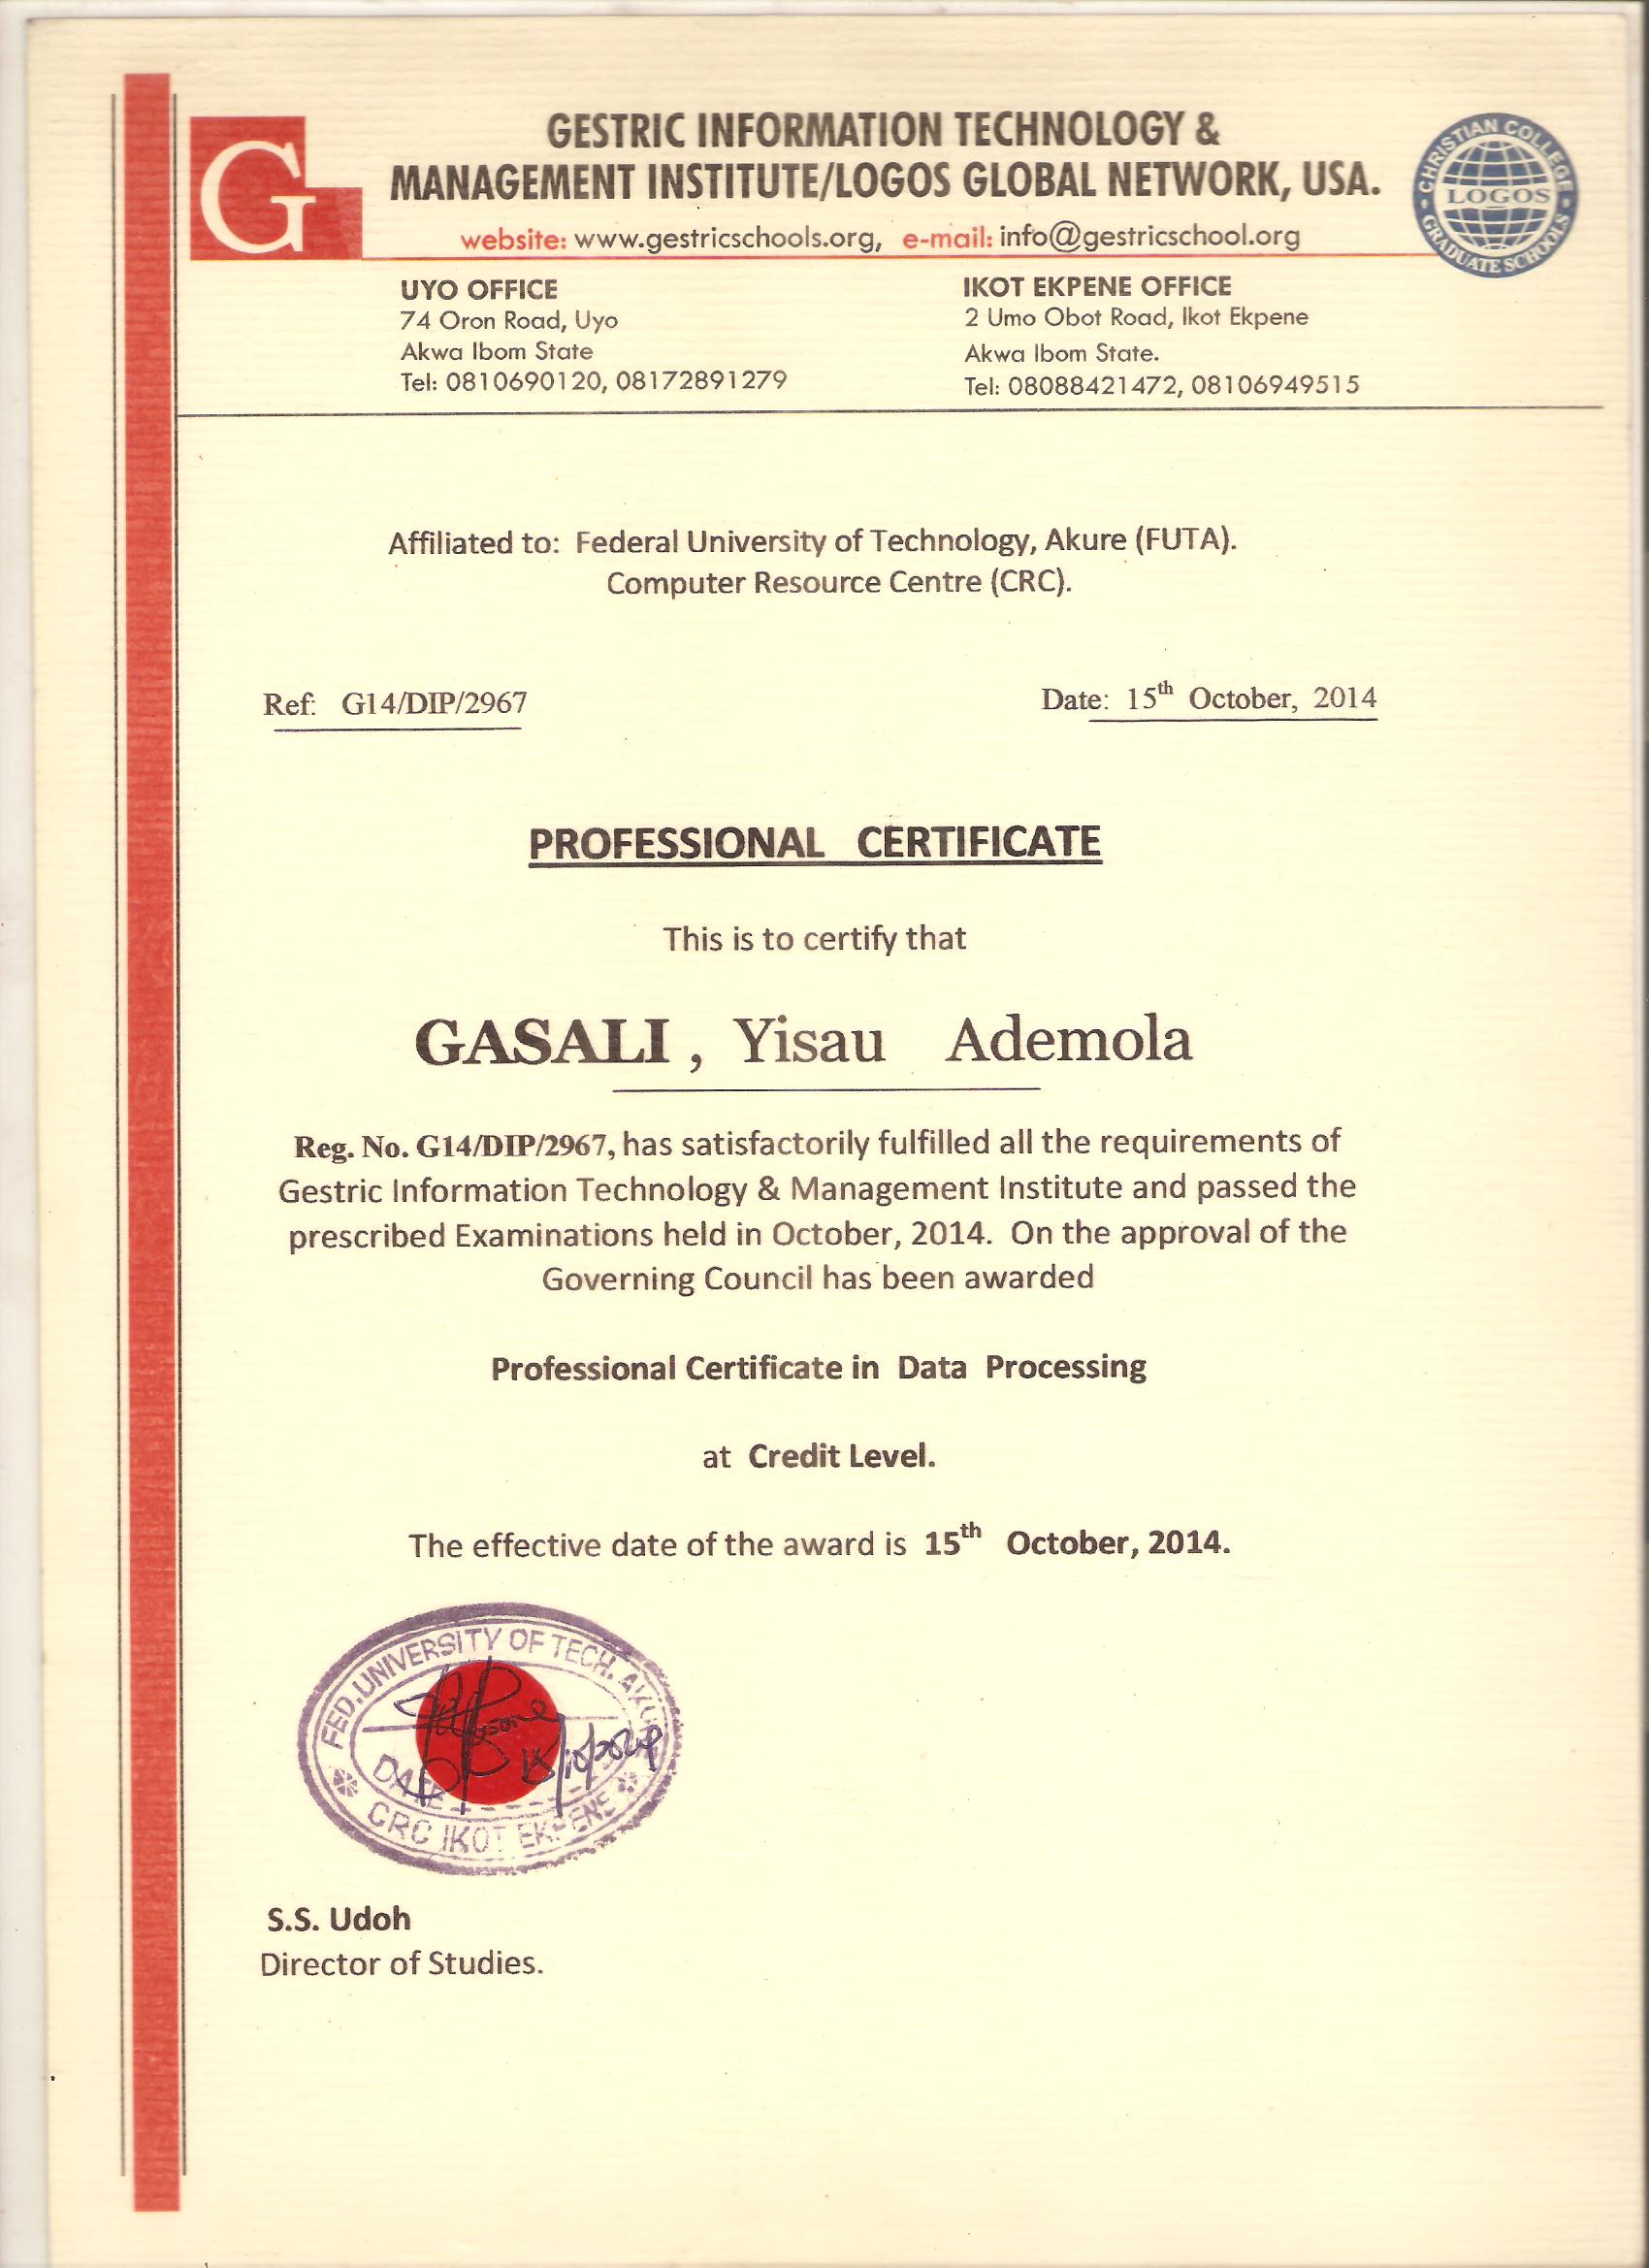 G
GESTRIC INFORMATION TECHNOLOGY &
MANAGEMENT INSTITUTE/LOGOS GLOBAL NETWORK, USA.
website: www.gestricschools.org, e-mail: info@gestricschool.org
CHRISTIAN COLLEGE
LOGOS
GRADUATE SCHOOLS
UYO OFFICE
74 Oron Road, Uyo
Akwa Ibom State
Tel: 0810690120, 08172891279
IKOT EKPENE OFFICE
2 Umo Obot Road, Ikot Ekpene
Akwa Ibom State.
Tel: 08088421472, 08106949515
Affiliated to: Federal University of Technology, Akure (FUTA).
Computer Resource Centre (CRC).
Ref: G14/DIP/2967
Date: 15th October, 2014
PROFESSIONAL CERTIFICATE
This is to certify that
GASALI, Yisau Ademola
Reg. No. G14/DIP/2967, has satisfactorily fulfilled all the requirements of
Gestric Information Technology & Management Institute and passed the
prescribed Examinations held in October, 2014. On the approval of the
Governing Council has been awarded
Professional Certificate in Data Processing
at Credit Level.
The effective date of the award is 15th October, 2014.
FED. UNIVERSITY OF TECH. AKURE
DATE
CRC IKOT EKPENE
S.S. Udoh
Director of Studies.